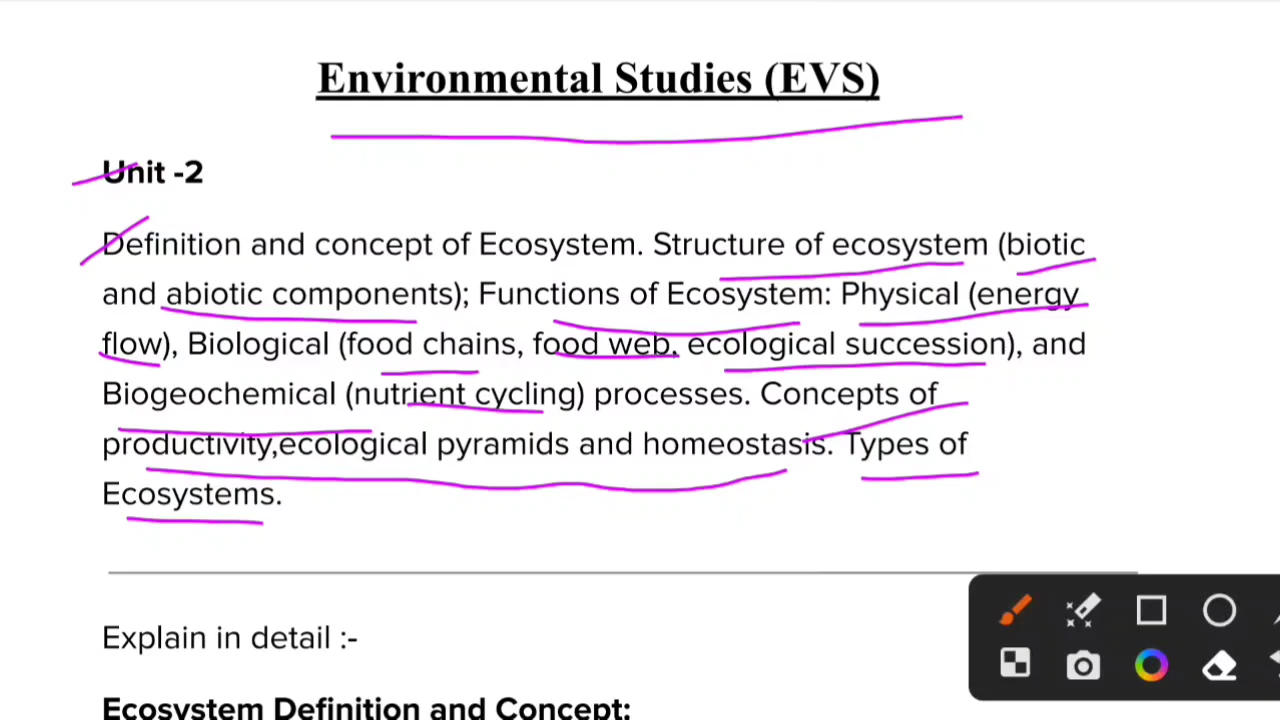 Environmental Studies (EVS)
Unit -2
Definition and concept of Ecosystem. Structure of ecosystem (biotic
and abiotic components); Functions of Ecosystem: Physical (energy
flow), Biological (food chains, food web, ecological succession), and
Biogeochemical (nutrient cycling) processes. Concepts of
productivity,ecological pyramids and homeostasis. Types of
Ecosystems.
Explain in detail :-
Ecosystem Definition and Concept: